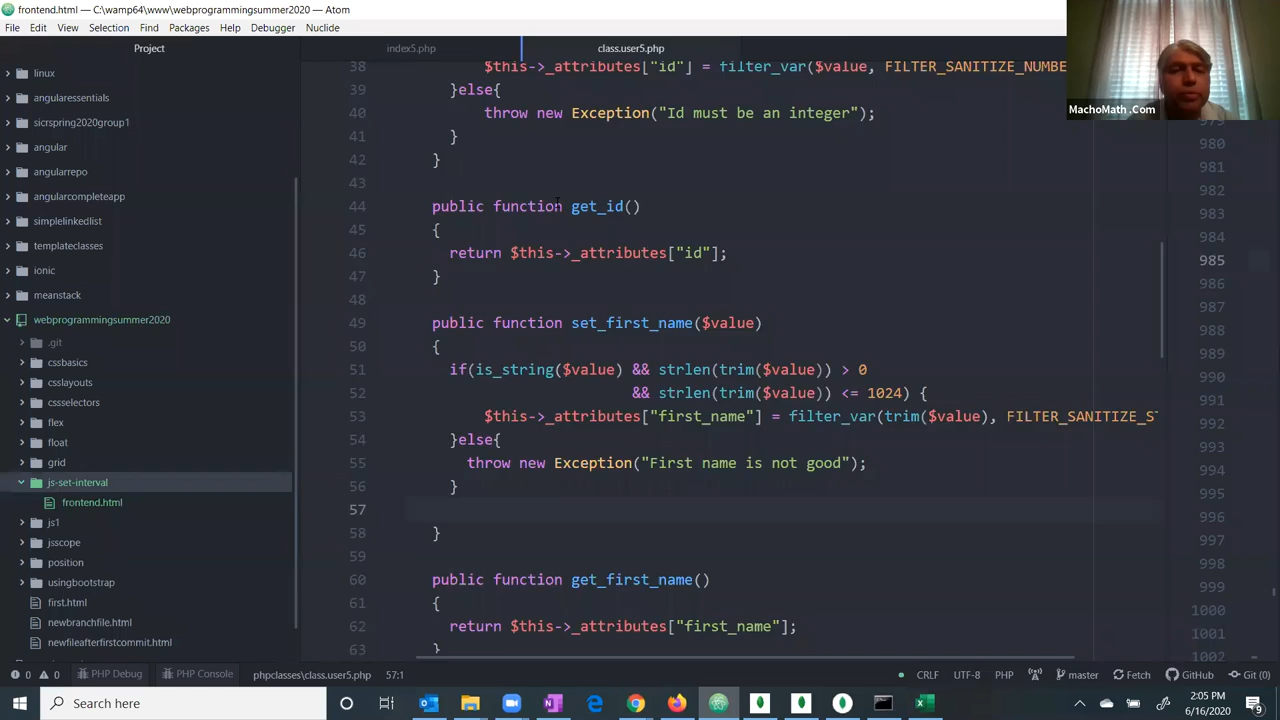 frontend.html — C:\wamp64\www\webprogrammingsummer2020 — Atom
File Edit View Selection Find Packages Help Debugger Nuclide
MachoMath .Com
Project
index5.php
class.user5.php
linux
angularessentials
sicrspring2020group1
angular
angularrepo
angularcompleteapp
simplelinkedlist
templateclasses
ionic
meanstack
webprogrammingsummer2020
.git
cssbasics
csslayouts
cssselectors
flex
float
grid
js-set-interval
frontend.html
js1
jsscope
position
usingbootstrap
first.html
newbranchfile.html
newfileafterfirstcommit.html
38 $this->_attributes["id"] = filter_var($value, FILTER_SANITIZE_NUMBE
39 }else{
40 throw new Exception("Id must be an integer");
41 }
42 }
43
44 public function get_id()
45 {
46 return $this->_attributes["id"];
47 }
48
49 public function set_first_name($value)
50 {
51 if(is_string($value) && strlen(trim($value)) > 0
52 && strlen(trim($value)) <= 1024) {
53 $this->_attributes["first_name"] = filter_var(trim($value), FILTER_SANITIZE_ST
54 }else{
55 throw new Exception("First name is not good");
56 }
57
58 }
59
60 public function get_first_name()
61 {
62 return $this->_attributes["first_name"];
63 }
980
981
982
983
984
985
986
987
988
989
990
991
992
993
994
995
996
997
998
999
1000
1001
1002
0 0 PHP Debug PHP Console phpclasses\class.user5.php 57:1 CRLF UTF-8 PHP master Fetch GitHub Git (0)
Search here
2:05 PM
6/16/2020
9